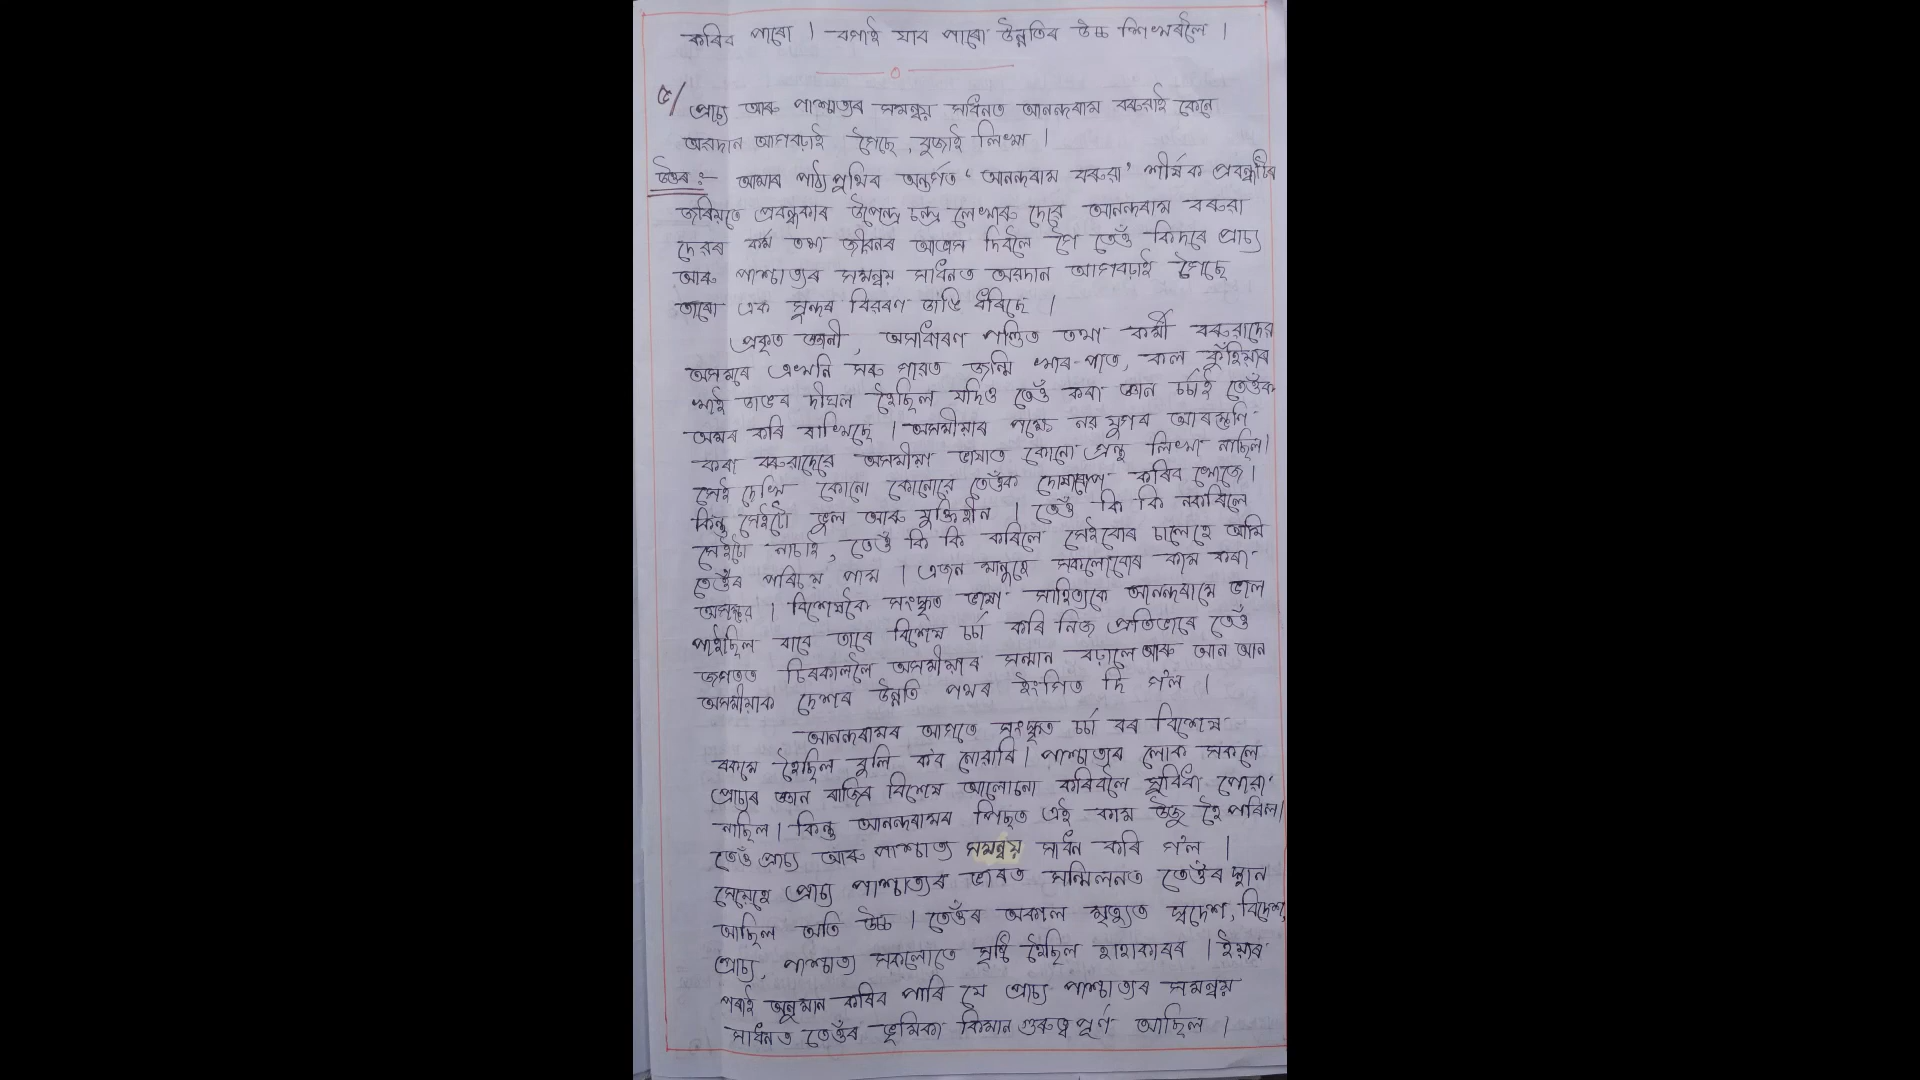 কৰিব পাৰো । বগাই যাব পাৰো উন্নতিৰ উচ্চ শিখৰলৈ ।
৫/ প্ৰাচ্য আৰু পাশ্চাত্যৰ সমন্বয় সাধনত আনন্দৰাম বৰুৱাই কেনে
অৱদান আগবঢ়াই গৈছে, বুজাই লিখা ।
উত্তৰ :- আমাৰ পাঠ্যপুথিৰ অন্তৰ্গত 'আনন্দৰাম বৰুৱা' শীৰ্ষক প্ৰবন্ধটিৰ
জৰিয়তে প্ৰবন্ধকাৰ উপেন্দ্ৰ চন্দ্ৰ লেখাৰু দেৱে আনন্দৰাম বৰুৱা
দেৱৰ কৰ্ম তথা জীৱনৰ আভাস দিবলৈ গৈ তেওঁ কিদৰে প্ৰাচ্য
আৰু পাশ্চাত্যৰ সমন্বয় সাধনত অৱদান আগবঢ়াই গৈছে
তাৰো এক সুন্দৰ বিৱৰণ দাঙি ধৰিছে ।
প্ৰকৃত জ্ঞানী, অসাধাৰণ পণ্ডিত তথা কৰ্মী বৰুৱাদেৱ
অসমৰে এখনি সৰু গাৱত জন্মি খাৰ-পাত, কল কুঁহিয়াৰ
খাই ডাঙৰ দীঘল হৈছিল যদিও তেওঁ কৰা জ্ঞান চৰ্চাই তেওঁক
অমৰ কৰি ৰাখিছে । অসমীয়াৰ পক্ষে নৱ যুগৰ আৰম্ভণি
কৰা বৰুৱাদেৱে অসমীয়া ভাষাত কোনো গ্ৰন্থ লিখা নাছিল।
সেই দেখি কোনো কোনোৱে তেওঁক দোষাৰোপ কৰিব খোজে।
কিন্তু সেইটো ভুল আৰু যুক্তিহীন । তেওঁ কি কি নকৰিলে
সেইটো নাচাই, তেওঁ কি কি কৰিলে সেইবোৰ চালেহে আমি
তেওঁৰ পৰিচয় পাম । এজন মানুহে সকলোবোৰ কাম কৰা
অসম্ভৱ । বিশেষকৈ সংস্কৃত ভাষা সাহিত্যকে আনন্দৰামে ভাল
পাইছিল বাবে তাৰে বিশেষ চৰ্চা কৰি নিজ প্ৰতিভাৰে তেওঁ
জগতত চিৰকাললৈ অসমীয়াৰ সন্মান বঢ়ালে আৰু আন আন
অসমীয়াক দেশৰ উন্নতি পথৰ ইংগিত দি গ'ল ।
আনন্দৰামৰ আগতে সংস্কৃত চৰ্চা বৰ বিশেষ
ৰকমে হৈছিল বুলি ক'ব নোৱাৰি। পাশ্চাত্যৰ লোক সকলে
প্ৰাচ্যৰ জ্ঞান ৰাজিৰ বিশেষ আলোচনা কৰিবলৈ সুবিধা পোৱা
নাছিল। কিন্তু আনন্দৰামৰ পিছত এই কাম উজু হৈ পৰিল।
তেওঁ প্ৰাচ্য আৰু পাশ্চাত্য সমন্বয় সাধন কৰি গ'ল ।
সেয়েহে প্ৰাচ্য পাশ্চাত্যৰ ভাৰত সন্মিলনত তেওঁৰ স্থান
আছিল অতি উচ্চ । তেওঁৰ অকাল মৃত্যুত স্বদেশ, বিদেশ,
প্ৰাচ্য, পাশ্চাত্য সকলোতে সৃষ্টি হৈছিল হাহাকাৰৰ । ইয়াৰ
পৰাই অনুমান কৰিব পাৰি যে প্ৰাচ্য পাশ্চাত্যৰ সমন্বয়
সাধনত তেওঁৰ ভূমিকা কিমান গুৰুত্বপূৰ্ণ আছিল ।